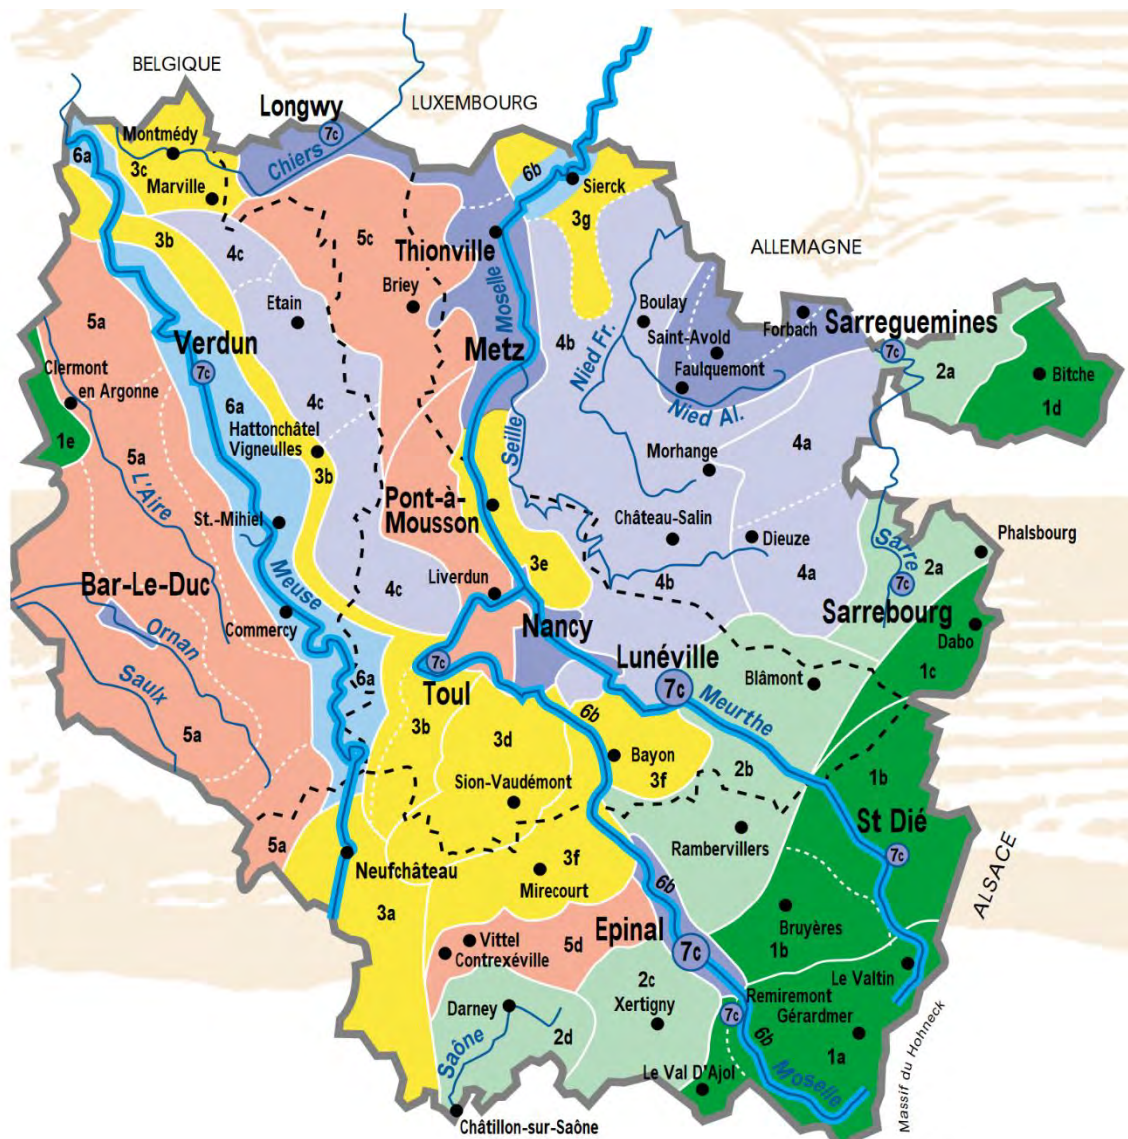 BELGIQUE
Longwy
LUXEMBOURG
7c
Montmédy
Chiers
6a
3c
Marville
6b
Sierck
3g
3b
4c
5c
Thionville
ALLEMAGNE
Etain
Briey
Moselle
Boulay
Forbach
Sarreguemines
5a
Verdun
Metz
4b
Nied Fr.
Saint-Avold
7c
Clermont
en Argonne
7c
Faulquemont
2a
Bitche
Nied Al.
1d
6a
4c
Hattonchâtel
Vigneulles
1e
5a
3b
Seille
Morhange
4a
L'Aire
Pont-à-
Mousson
St.-Mihiel
Château-Salin
Dieuze
Phalsbourg
Sarre
2a
Bar-Le-Duc
Meuse
4c
Liverdun
3e
4b
4a
7c
Sarrebourg
Ornan
Commercy
Nancy
Lunéville
Dabo
Saulx
6a
7c
Toul
7c
Blâmont
1c
Meurthe
5a
3b
3d
6b
Bayon
3f
2b
1b
Sion-Vaudémont
St Dié
5a
Neufchâteau
3f
Mirecourt
Rambervillers
7c
ALSACE
3a
6b
Epinal
Bruyères
1b
Vittel
Contrexéville
5d
7c
Le Valtin
2c
Xertigny
Darney
Remiremont
7c
Gérardmer
2d
6b
1a
Saône
Le Val D'Ajol
Moselle
Massif du Hohneck
Châtillon-sur-Saône